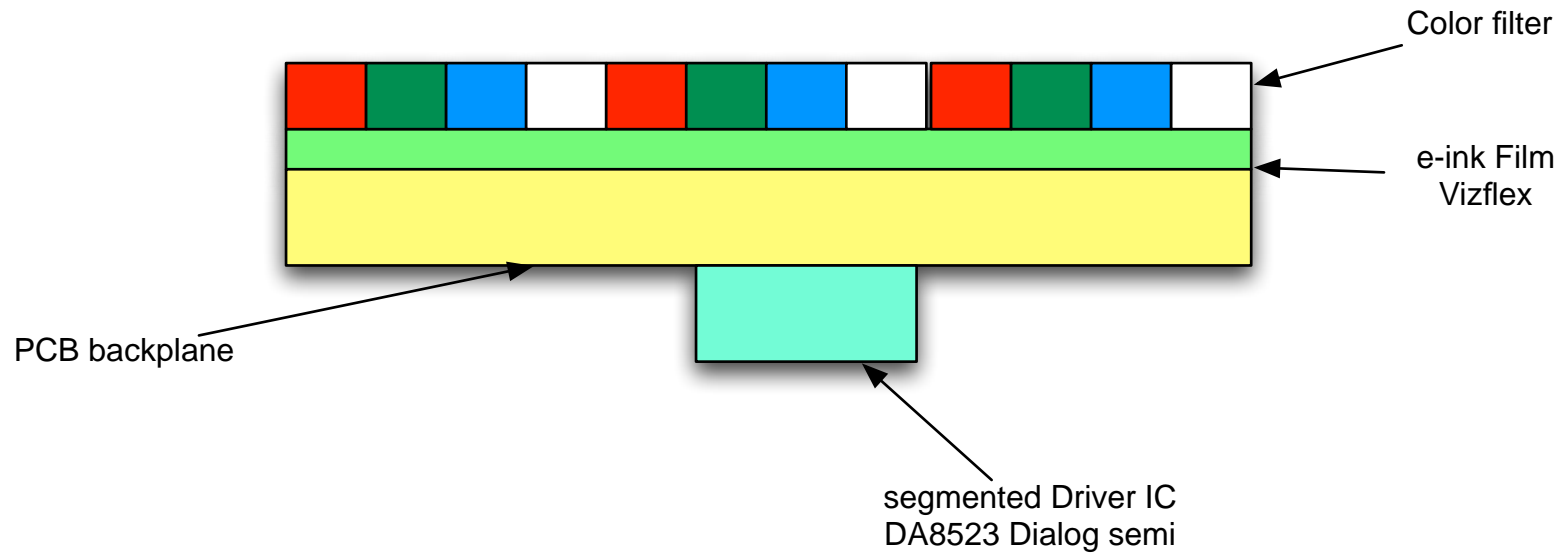 Color filter
e-ink Film
Vizflex
PCB backplane
segmented Driver IC
DA8523 Dialog semi